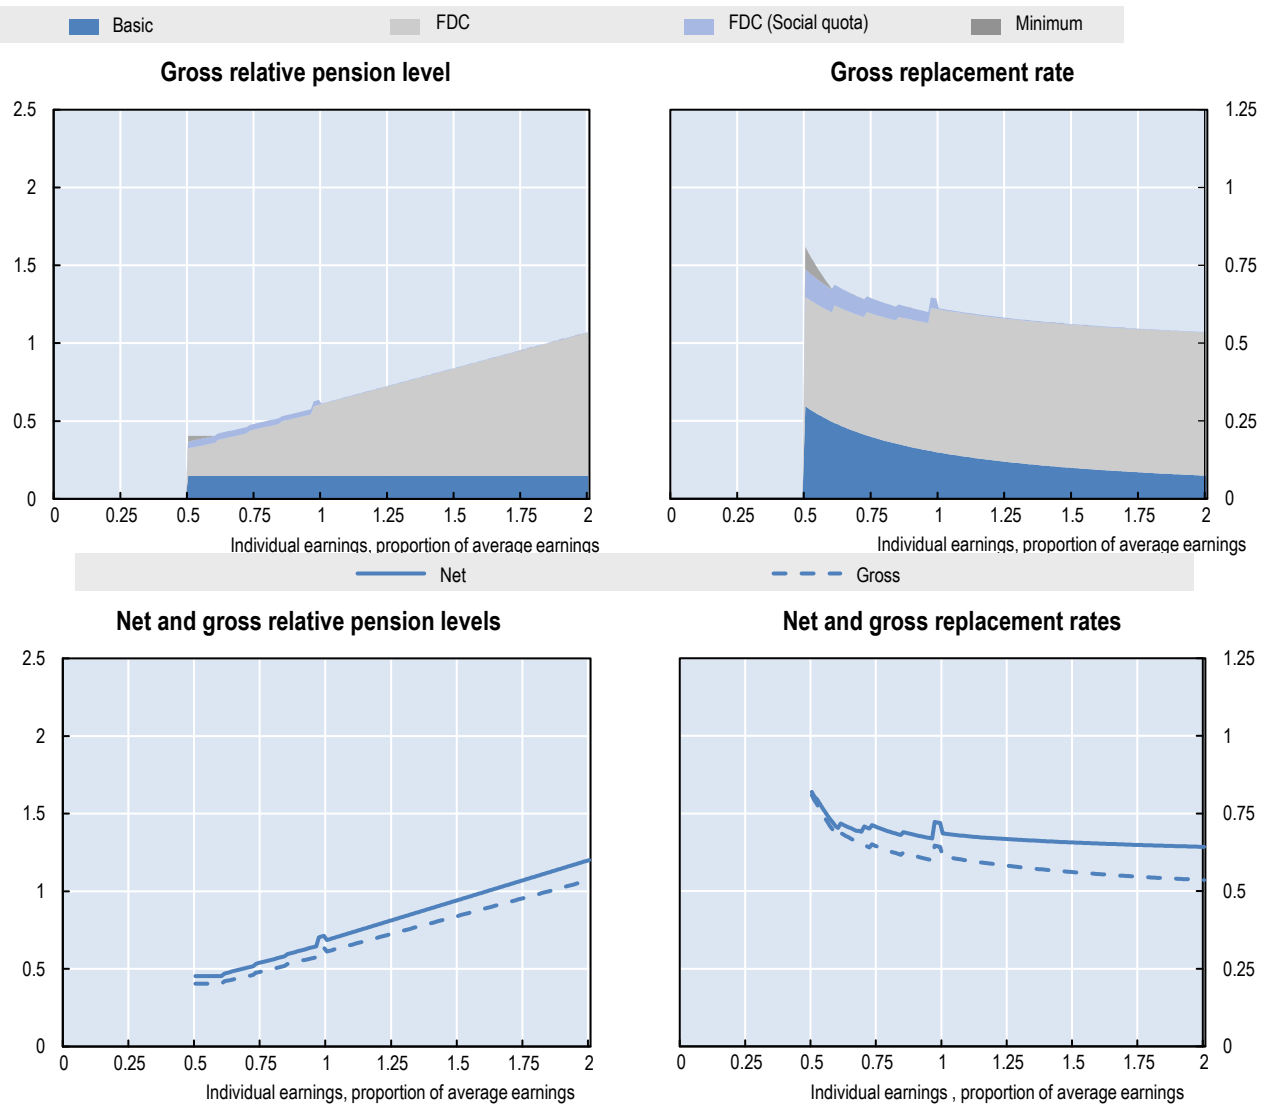 Basic FDC FDC (Social quota) Minimum
Gross relative pension level
2.5
2
1.5
1
0.5
0
0 0.25 0.5 0.75 1 1.25 1.5 1.75 2
Individual earnings, proportion of average earnings
Gross replacement rate
1.25
1
0.75
0.5
0.25
0
0 0.25 0.5 0.75 1 1.25 1.5 1.75 2
Individual earnings, proportion of average earnings
Net Gross
Net and gross relative pension levels
2.5
2
1.5
1
0.5
0
0 0.25 0.5 0.75 1 1.25 1.5 1.75 2
Individual earnings, proportion of average earnings
Net and gross replacement rates
1.25
1
0.75
0.5
0.25
0
0 0.25 0.5 0.75 1 1.25 1.5 1.75 2
Individual earnings , proportion of average earnings